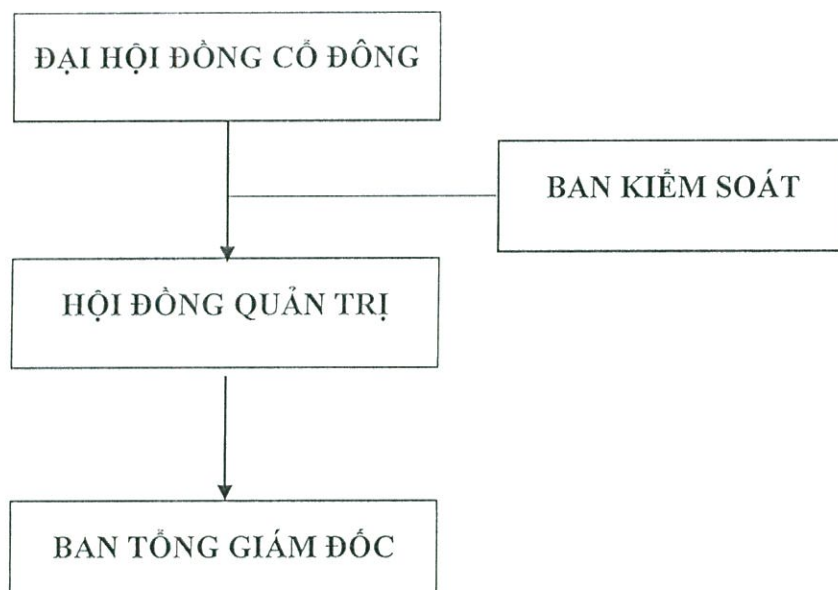 ĐẠI HỘI ĐỒNG CỔ ĐÔNG
BAN KIỂM SOÁT
HỘI ĐỒNG QUẢN TRỊ
BAN TỔNG GIÁM ĐỐC